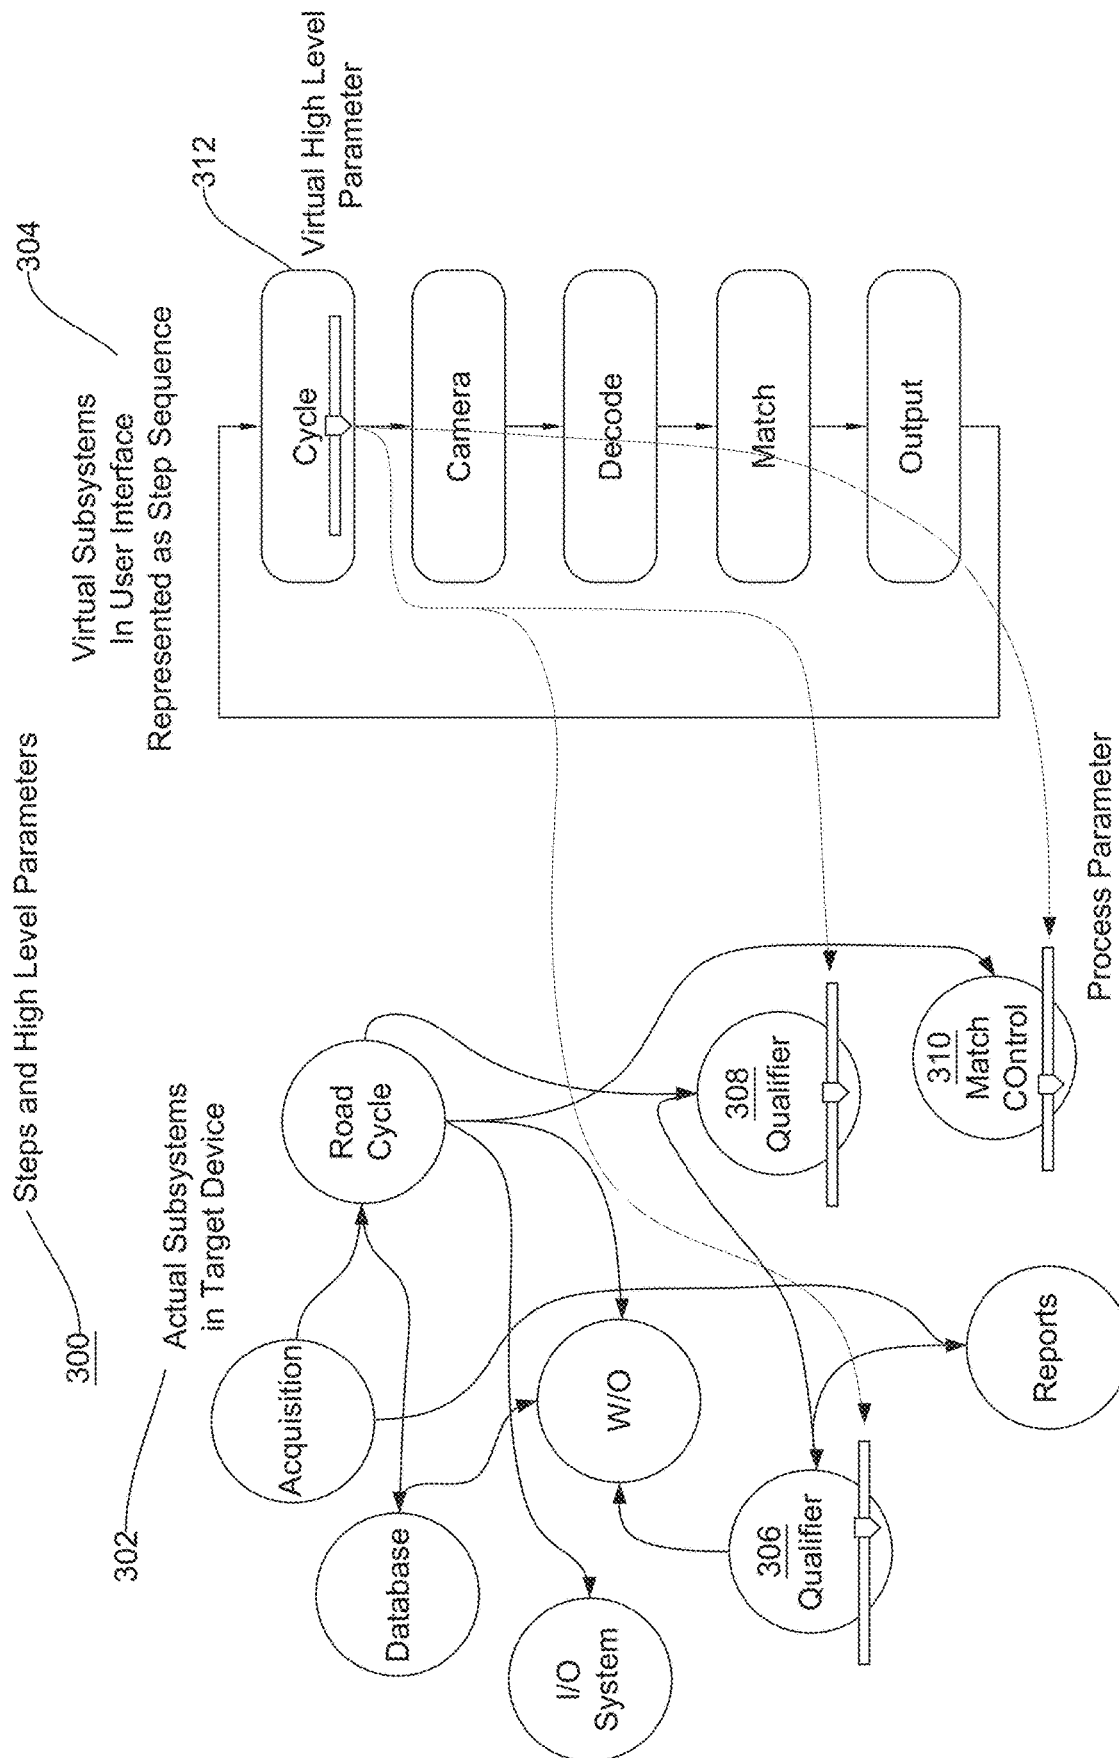 300
Steps and High Level Parameters
302
Actual Subsystems
in Target Device
304
Virtual Subsystems
In User Interface
Represented as Step Sequence
312
Virtual High Level
Parameter
Acquisition
Road
Cycle
Database
I/O
System
W/O
306
Qualifier
308
Qualifier
Reports
310
Match
COntrol
Process Parameter
Cycle
Camera
Decode
Match
Output